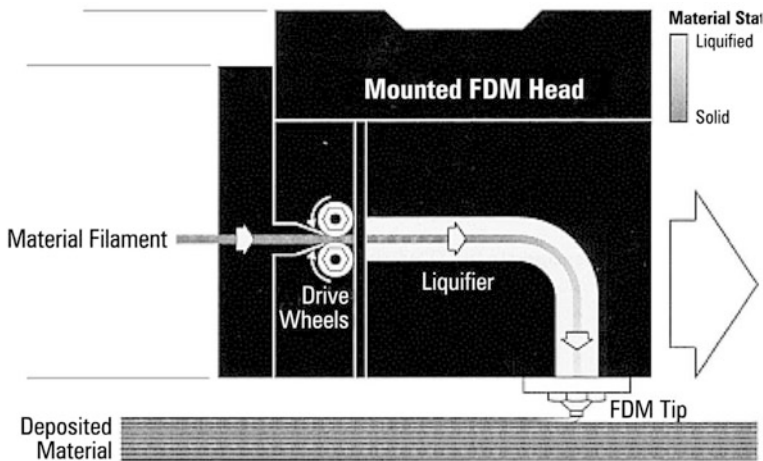 Material Stat
Liquified
Solid
Mounted FDM Head
Material Filament
Drive
Wheels
Liquifier
FDM Tip
Deposited
Material